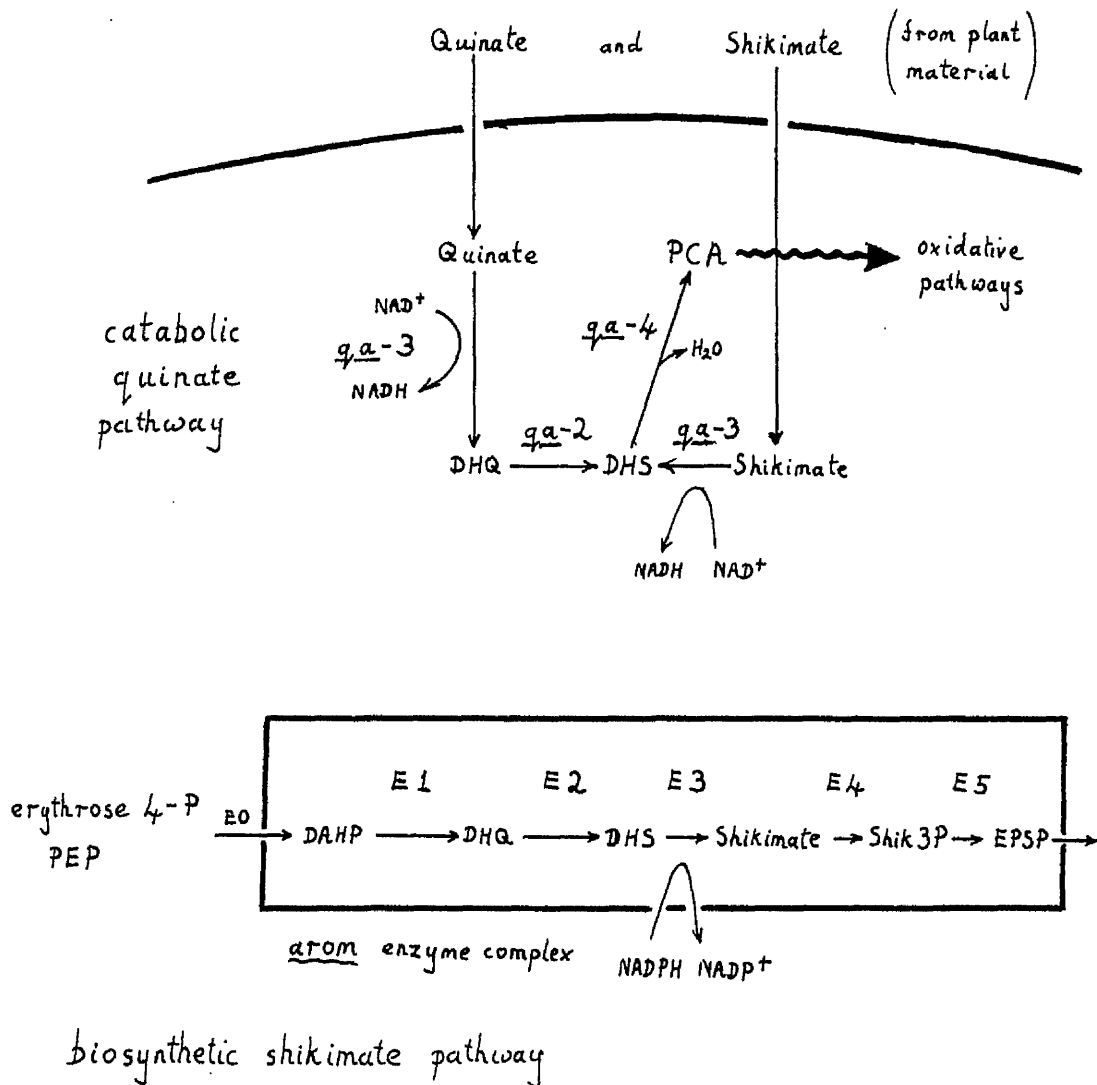 Quinate and Shikimate (from plant
material)
Quinate
PCA
oxidative
pathways
NAD+
qa-3
NADH
qa-4
H2O
catabolic
quinate
pathway
DHQ
qa-2
DHS
qa-3
Shikimate
NADH NAD+
E1 E2 E3 E4 E5
erythrose 4-P
PEP
E0
DAHP DHQ DHS Shikimate Shik 3P EPSP
arom enzyme complex
NADPH NADP+
biosynthetic shikimate pathway